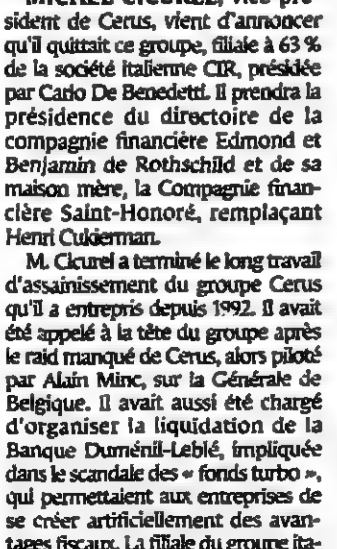 MICHEL CICUREL, vice-pré-
sident de Cerus, vient d'annoncer
qu'il quittait ce groupe, filiale à 63 %
de la société italienne CIR, présidée
par Carlo De Benedetti. Il prendra la
présidence du directoire de la
compagnie financière Edmond et
Benjamin de Rothschild et de sa
maison mère, la Compagnie finan-
cière Saint-Honoré, remplaçant
Henri Cukierman.
M. Cicurel a terminé le long travail
d'assainissement du groupe Cerus
qu'il a entrepris depuis 1992. Il avait
été appelé à la tête du groupe après
le raid manqué de Cerus, alors piloté
par Alain Minc, sur la Générale de
Belgique. Il avait aussi été chargé
d'organiser la liquidation de la
Banque Duménil-Leblé, impliquée
dans le scandale des « fonds turbo »,
qui permettaient aux entreprises de
se créer artificiellement des avan-
tages fiscaux. La filiale du groupe ita-